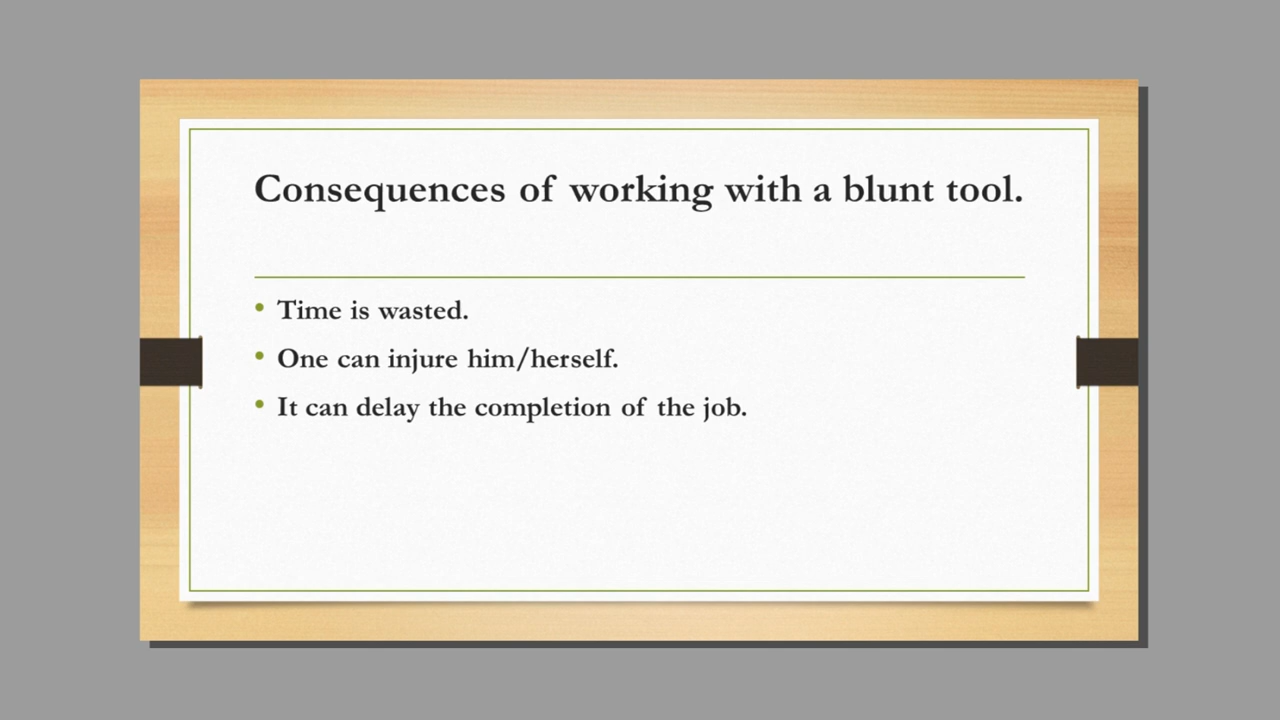 Consequences of working with a blunt tool.
• Time is wasted.
• One can injure him/herself.
• It can delay the completion of the job.